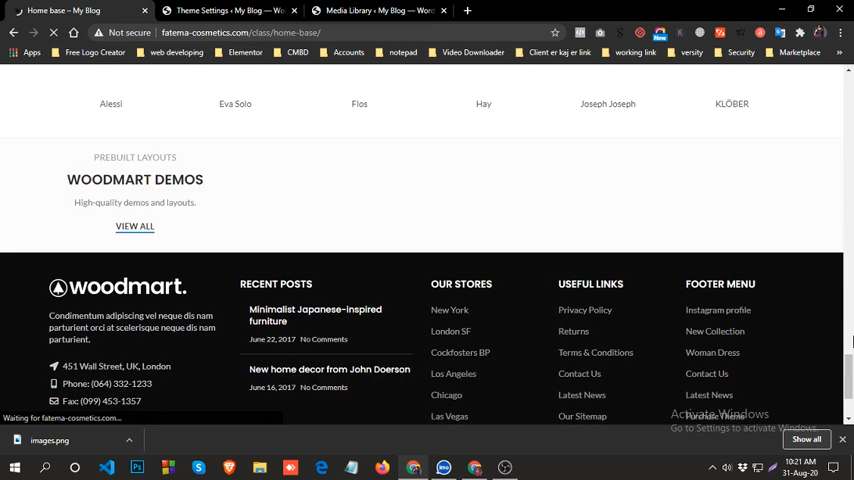 Home base – My Blog
Theme Settings ‹ My Blog — Wo
Media Library ‹ My Blog — Word
Not secure | fatema-cosmetics.com/class/home-base/
New
Apps Free Logo Creator web developing Elementor CMBD Accounts notepad Video Downloader Client er kaj er link working link versity Security Marketplace »
Alessi Eva Solo Flos Hay Joseph Joseph KLÖBER
PREBUILT LAYOUTS
WOODMART DEMOS
High-quality demos and layouts.
VIEW ALL
woodmart.
Condimentum adipiscing vel neque dis nam
parturient orci at scelerisque neque dis nam
parturient.
451 Wall Street, UK, London
Phone: (064) 332-1233
Fax: (099) 453-1357
RECENT POSTS
Minimalist Japanese-inspired
furniture
June 22, 2017 No Comments
New home decor from John Doerson
June 16, 2017 No Comments
OUR STORES
New York
London SF
Cockfosters BP
Los Angeles
Chicago
Las Vegas
USEFUL LINKS
Privacy Policy
Returns
Terms & Conditions
Contact Us
Latest News
Our Sitemap
FOOTER MENU
Instagram profile
New Collection
Woman Dress
Contact Us
Latest News
Purchase Theme
Activate Windows
Go to Settings to activate Windows.
Waiting for fatema-cosmetics.com...
images.png
Show all
10:21 AM
31-Aug-20